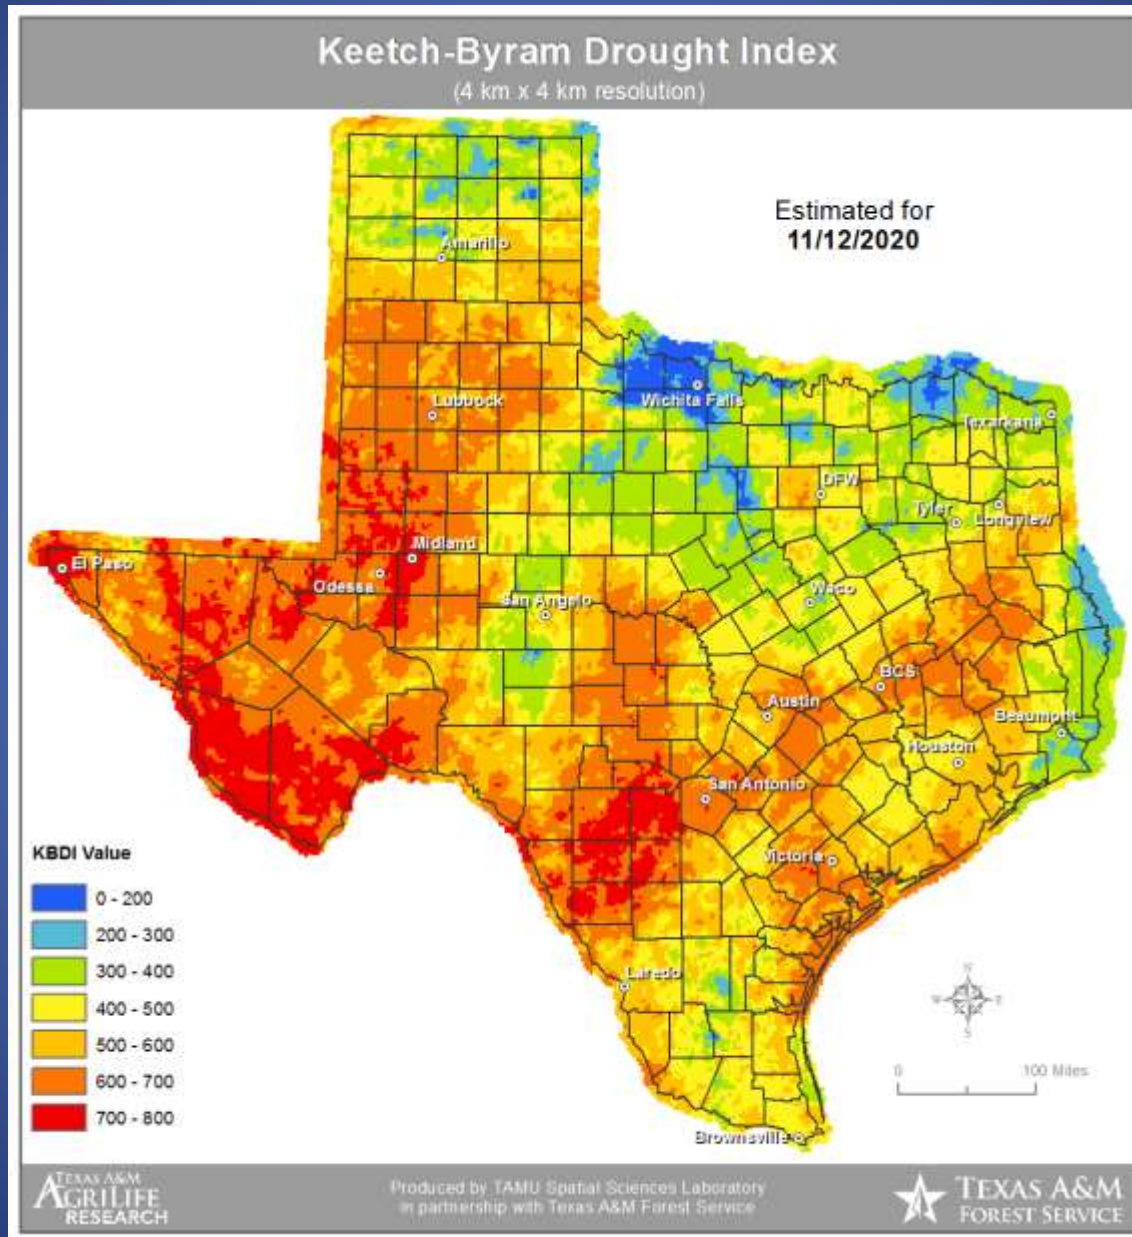 Keetch-Byram Drought Index
(4 km x 4 km resolution)
Estimated for
11/12/2020
Amarillo
Lubbock
Wichita Falls
Texarkana
DFW
Tyler
Longview
El Paso
Midland
Odessa
San Angelo
Waco
BCS
Austin
Beaumont
Houston
San Antonio
Victoria
Laredo
Brownsville
KBDI Value
0 - 200
200 - 300
300 - 400
400 - 500
500 - 600
600 - 700
700 - 800
N
W E
S
0 100 Miles
TEXAS A&M
AGRILIFE
RESEARCH
Produced by TAMU Spatial Sciences Laboratory
in partnership with Texas A&M Forest Service
TEXAS A&M
FOREST SERVICE